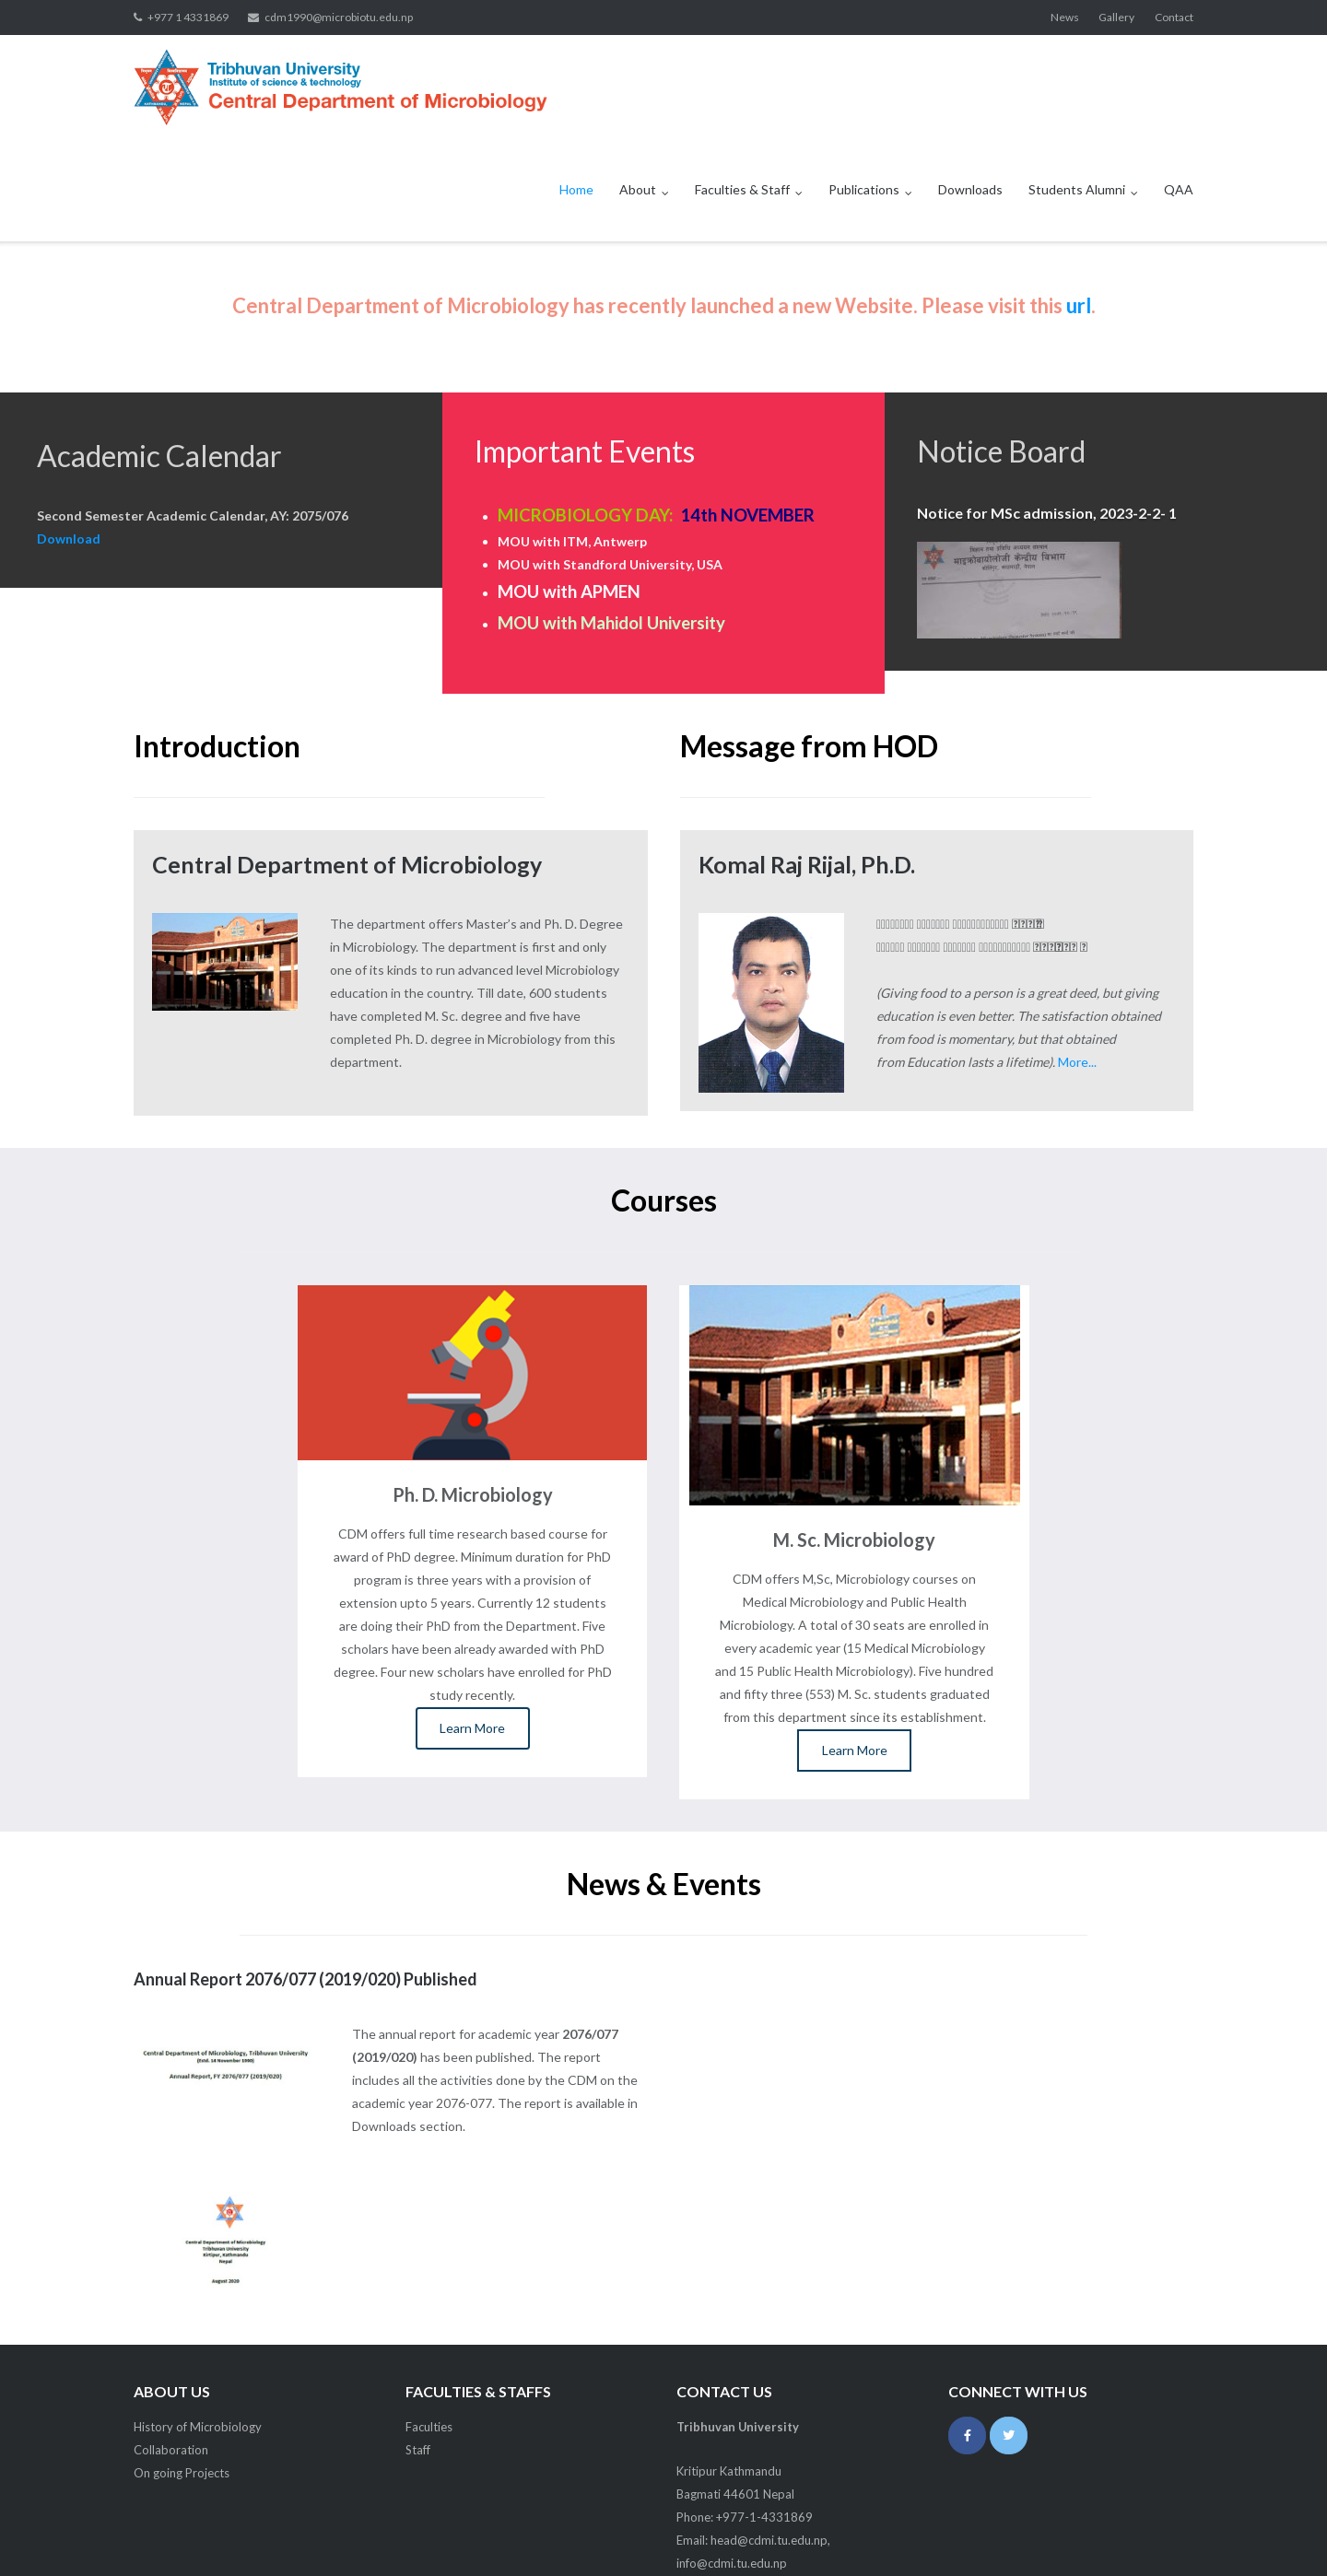 +977 1 4331869 cdm1990@microbiotu.edu.np News Gallery Contact
Tribhuvan University
Institute of science & technology
Central Department of Microbiology
Home About Faculties & Staff Publications Downloads Students Alumni QAA
Central Department of Microbiology has recently launched a new Website. Please visit this url.
Academic Calendar
Second Semester Academic Calendar, AY: 2075/076
Download
Important Events
MICROBIOLOGY DAY: 14th NOVEMBER
MOU with ITM, Antwerp
MOU with Standford University, USA
MOU with APMEN
MOU with Mahidol University
Notice Board
Notice for MSc admission, 2023-2-2- 1
माइक्रोबायोलोजी केन्द्रीय विभाग
Introduction
Central Department of Microbiology
The department offers Master's and Ph. D. Degree
in Microbiology. The department is first and only
one of its kinds to run advanced level Microbiology
education in the country. Till date, 600 students
have completed M. Sc. degree and five have
completed Ph. D. degree in Microbiology from this
department.
Message from HOD
Komal Raj Rijal, Ph.D.
(Giving food to a person is a great deed, but giving
education is even better. The satisfaction obtained
from food is momentary, but that obtained
from Education lasts a lifetime). More...
Courses
Ph. D. Microbiology
CDM offers full time research based course for
award of PhD degree. Minimum duration for PhD
program is three years with a provision of
extension upto 5 years. Currently 12 students
are doing their PhD from the Department. Five
scholars have been already awarded with PhD
degree. Four new scholars have enrolled for PhD
study recently.
Learn More
M. Sc. Microbiology
CDM offers M,Sc, Microbiology courses on
Medical Microbiology and Public Health
Microbiology. A total of 30 seats are enrolled in
every academic year (15 Medical Microbiology
and 15 Public Health Microbiology). Five hundred
and fifty three (553) M. Sc. students graduated
from this department since its establishment.
Learn More
News & Events
Annual Report 2076/077 (2019/020) Published
Central Department of Microbiology, Tribhuvan University
(Estd. 14 November 1990)
Annual Report, FY 2076/077 (2019/020)
Central Department of Microbiology
Tribhuvan University
Kirtipur, Kathmandu
Nepal
August 2020
The annual report for academic year 2076/077
(2019/020) has been published. The report
includes all the activities done by the CDM on the
academic year 2076-077. The report is available in
Downloads section.
ABOUT US
History of Microbiology
Collaboration
On going Projects
FACULTIES & STAFFS
Faculties
Staff
CONTACT US
Tribhuvan University
Kritipur Kathmandu
Bagmati 44601 Nepal
Phone: +977-1-4331869
Email: head@cdmi.tu.edu.np,
info@cdmi.tu.edu.np
CONNECT WITH US